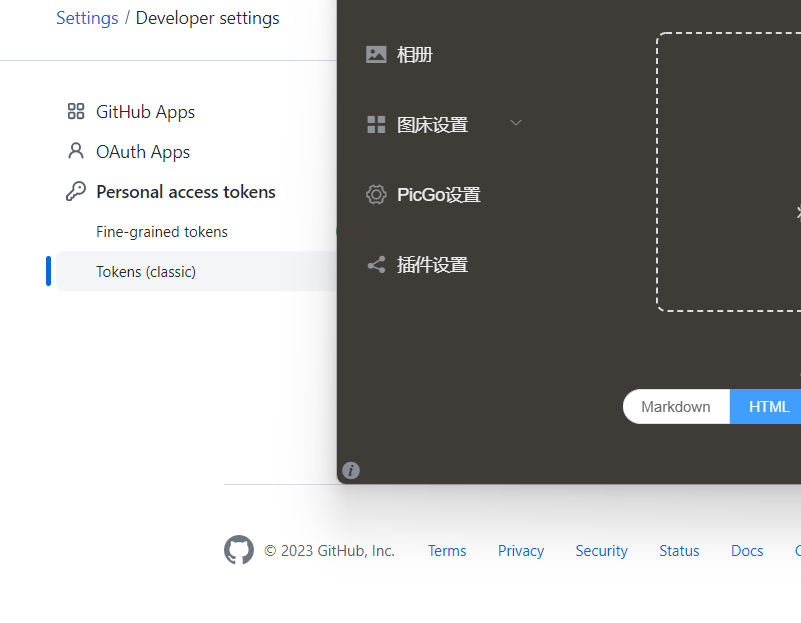 Settings / Developer settings
GitHub Apps
OAuth Apps
Personal access tokens
Fine-grained tokens
Tokens (classic)
相册
图床设置
PicGo设置
插件设置
Markdown HTML
© 2023 GitHub, Inc. Terms Privacy Security Status Docs